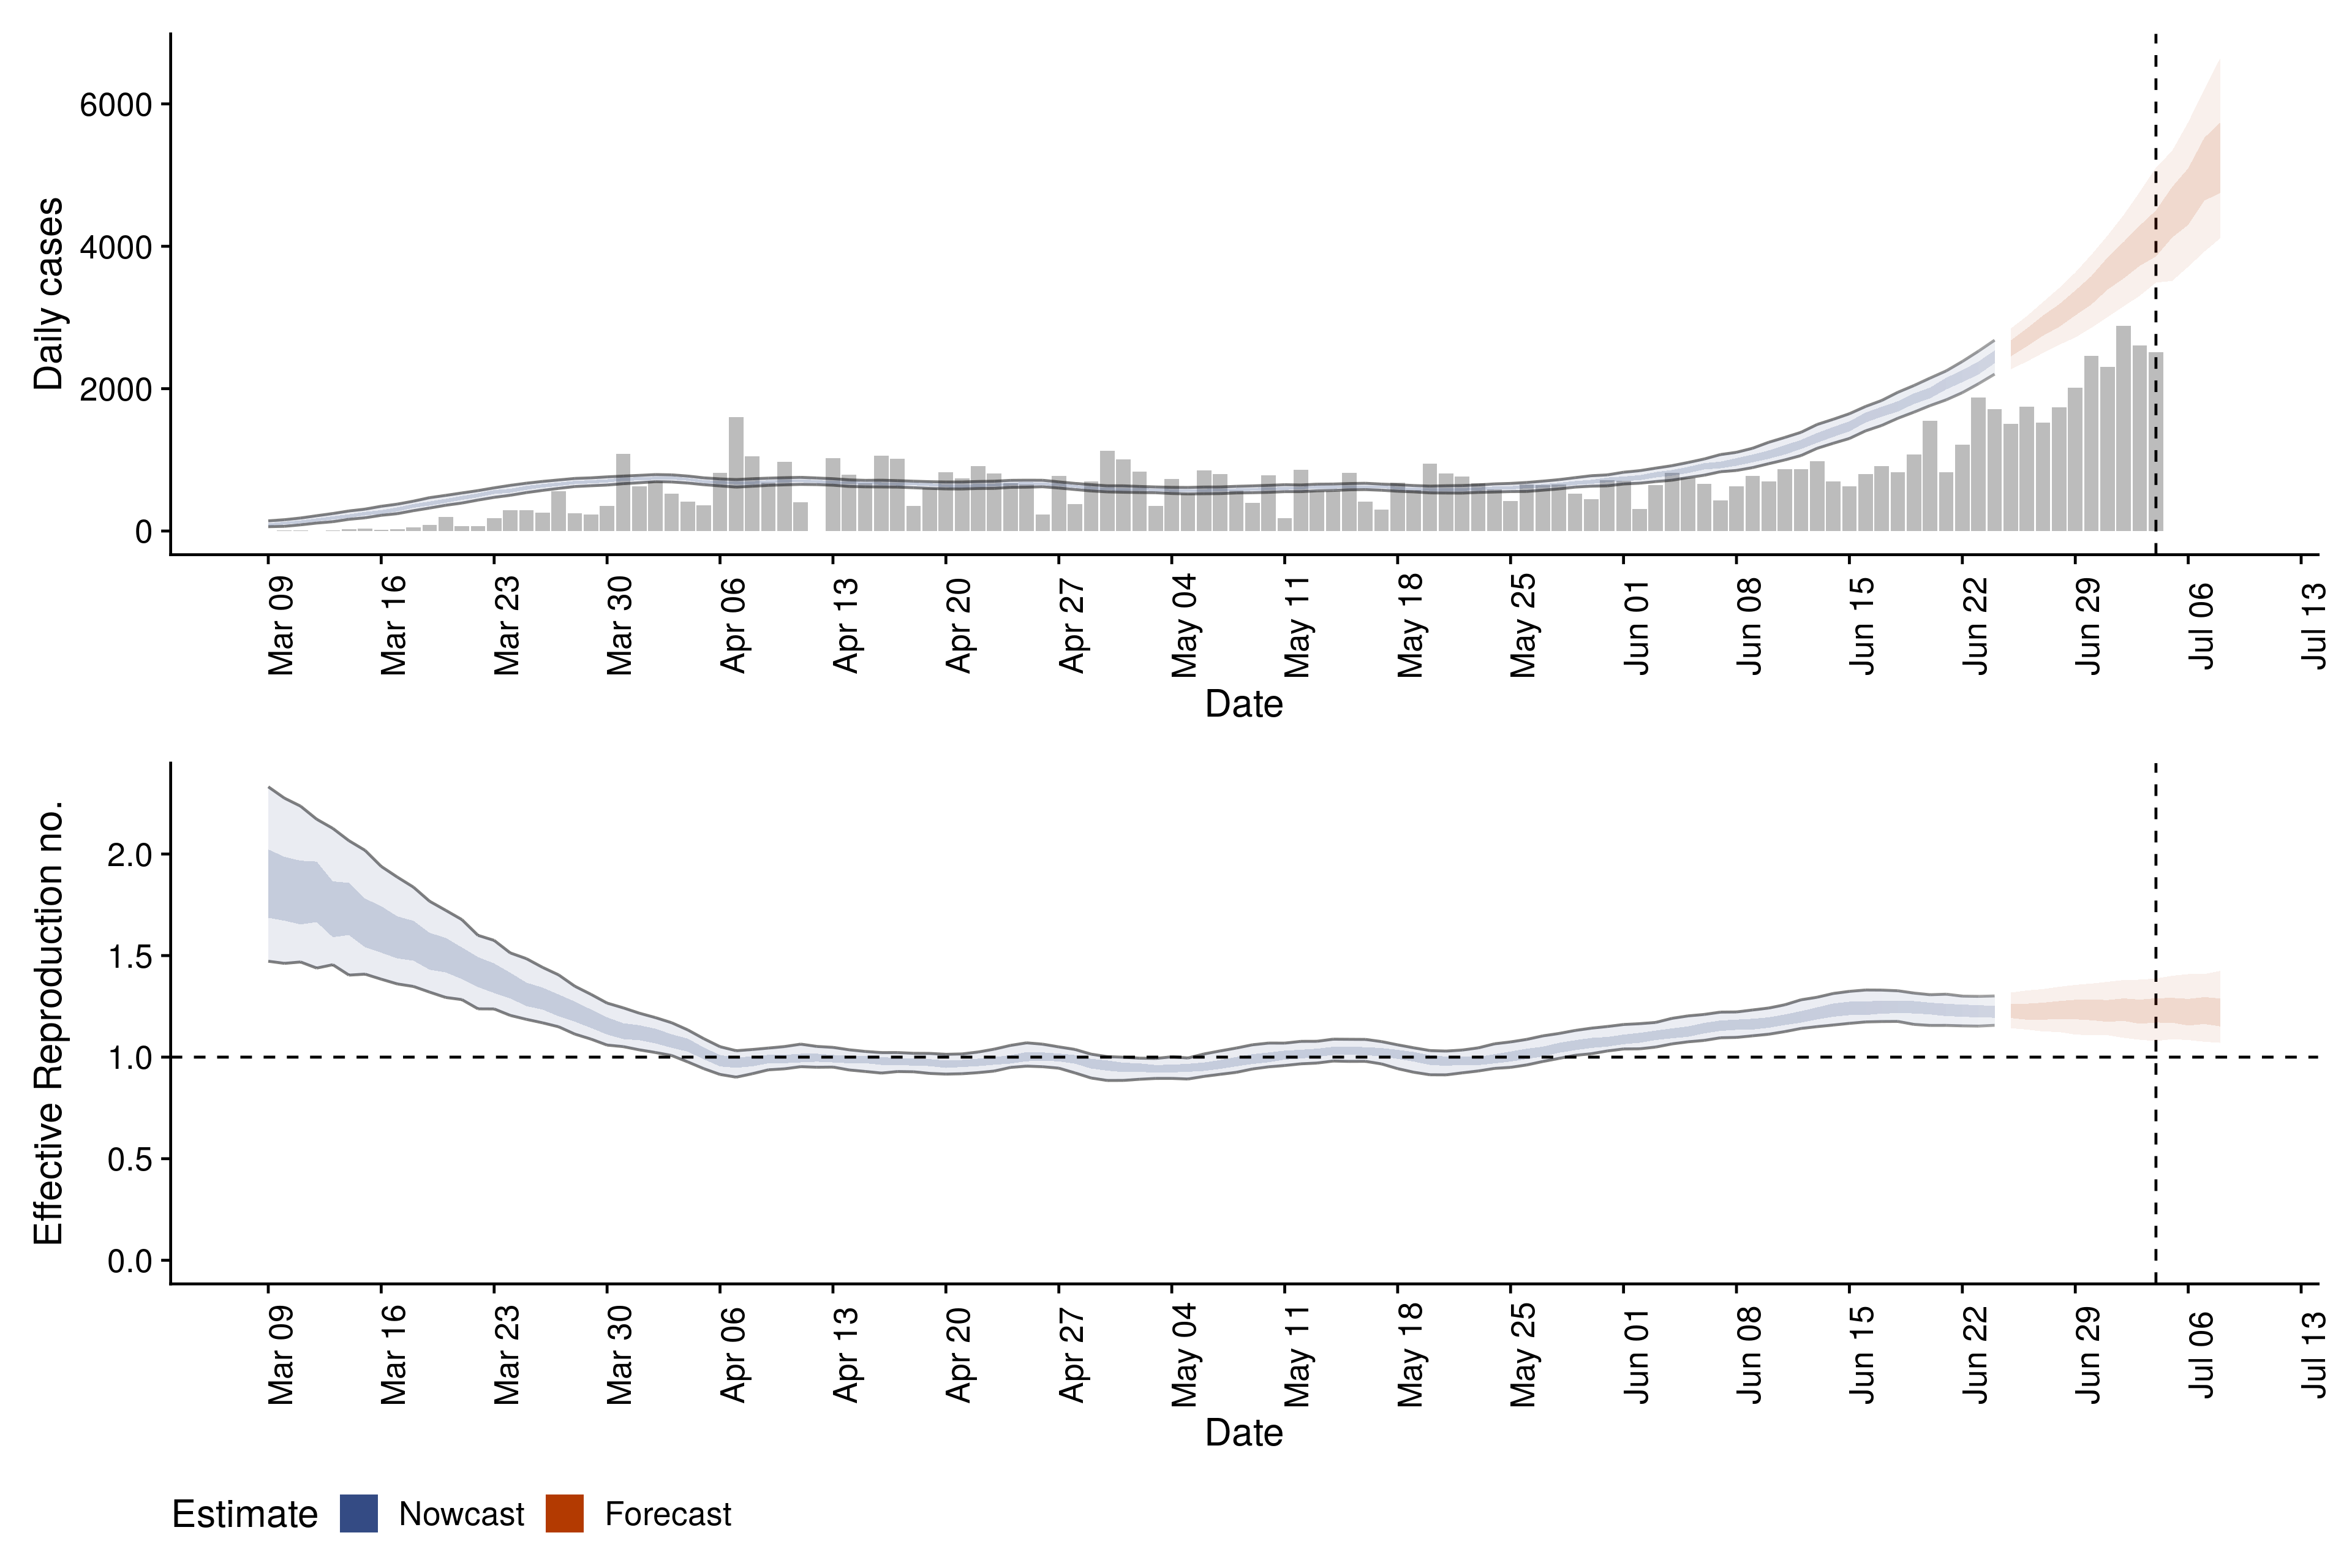 Daily cases
6000
4000
2000
0
Mar 09
Mar 16
Mar 23
Mar 30
Apr 06
Apr 13
Apr 20
Apr 27
May 04
May 11
May 18
May 25
Jun 01
Jun 08
Jun 15
Jun 22
Jun 29
Jul 06
Jul 13
Date
Effective Reproduction no.
2.0
1.5
1.0
0.5
0.0
Mar 09
Mar 16
Mar 23
Mar 30
Apr 06
Apr 13
Apr 20
Apr 27
May 04
May 11
May 18
May 25
Jun 01
Jun 08
Jun 15
Jun 22
Jun 29
Jul 06
Jul 13
Date
Estimate Nowcast Forecast